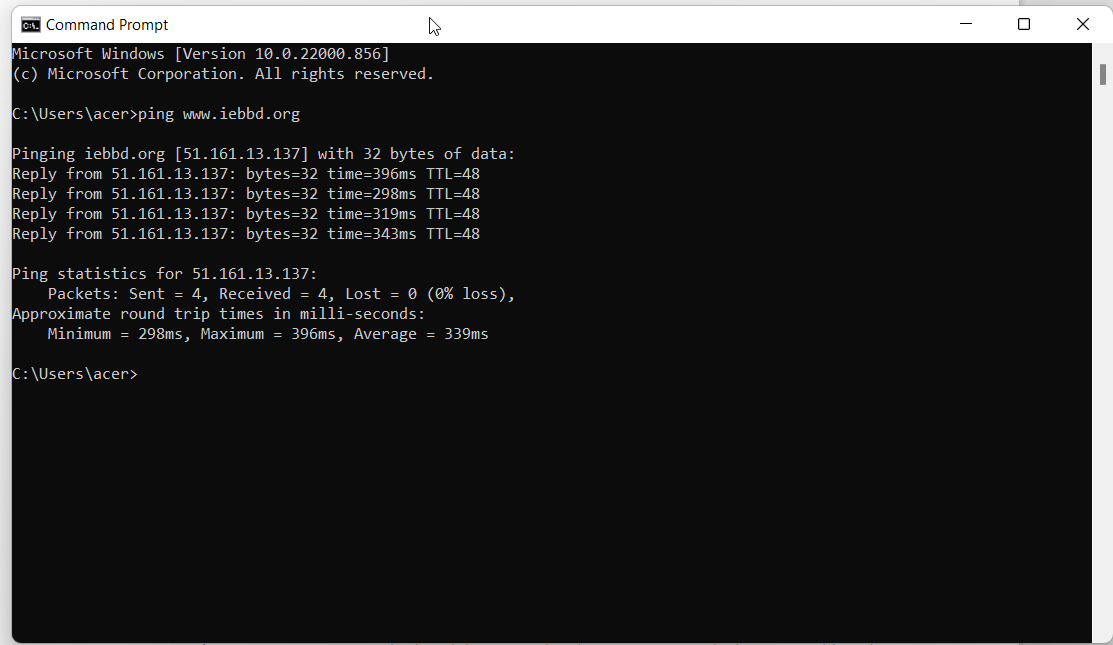 Command Prompt
Microsoft Windows [Version 10.0.22000.856]
(c) Microsoft Corporation. All rights reserved.
C:\Users\acer>ping www.iebbd.org
Pinging iebbd.org [51.161.13.137] with 32 bytes of data:
Reply from 51.161.13.137: bytes=32 time=396ms TTL=48
Reply from 51.161.13.137: bytes=32 time=298ms TTL=48
Reply from 51.161.13.137: bytes=32 time=319ms TTL=48
Reply from 51.161.13.137: bytes=32 time=343ms TTL=48
Ping statistics for 51.161.13.137:
    Packets: Sent = 4, Received = 4, Lost = 0 (0% loss),
Approximate round trip times in milli-seconds:
    Minimum = 298ms, Maximum = 396ms, Average = 339ms
C:\Users\acer>